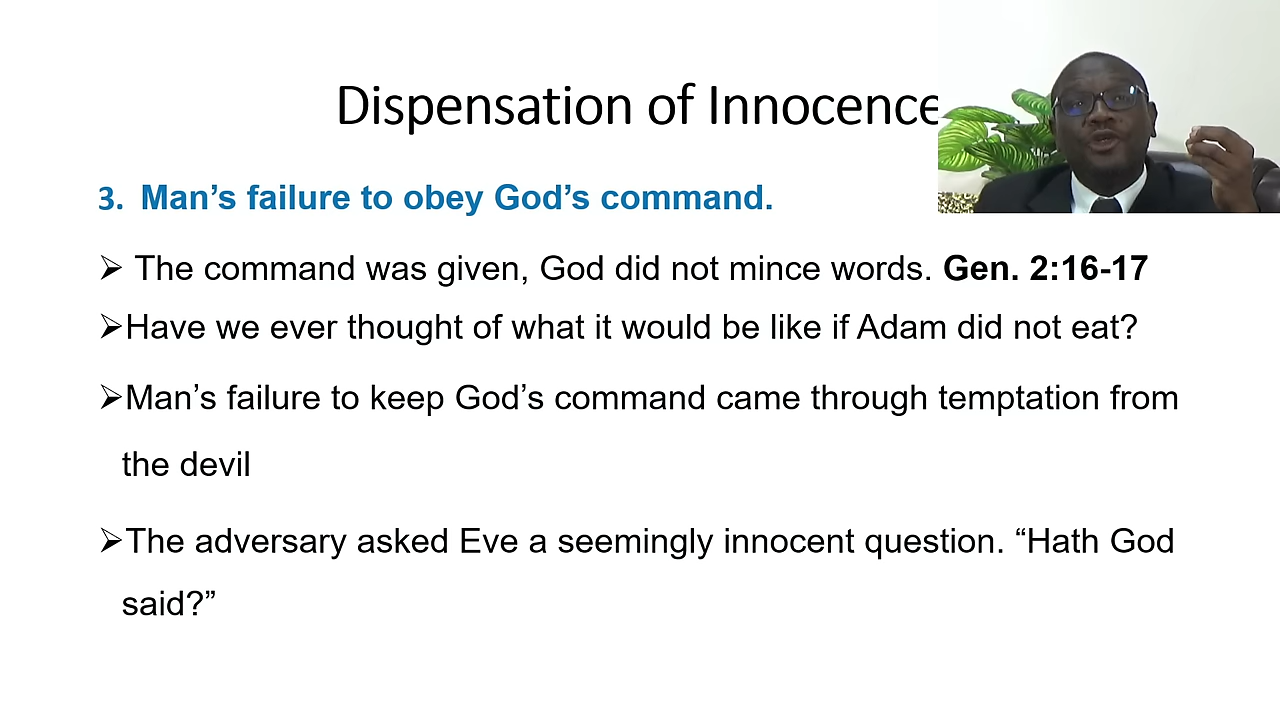 Dispensation of Innocence
3. Man’s failure to obey God’s command.
➢ The command was given, God did not mince words. Gen. 2:16-17
➢Have we ever thought of what it would be like if Adam did not eat?
➢Man’s failure to keep God’s command came through temptation from
the devil
➢The adversary asked Eve a seemingly innocent question. “Hath God
said?”